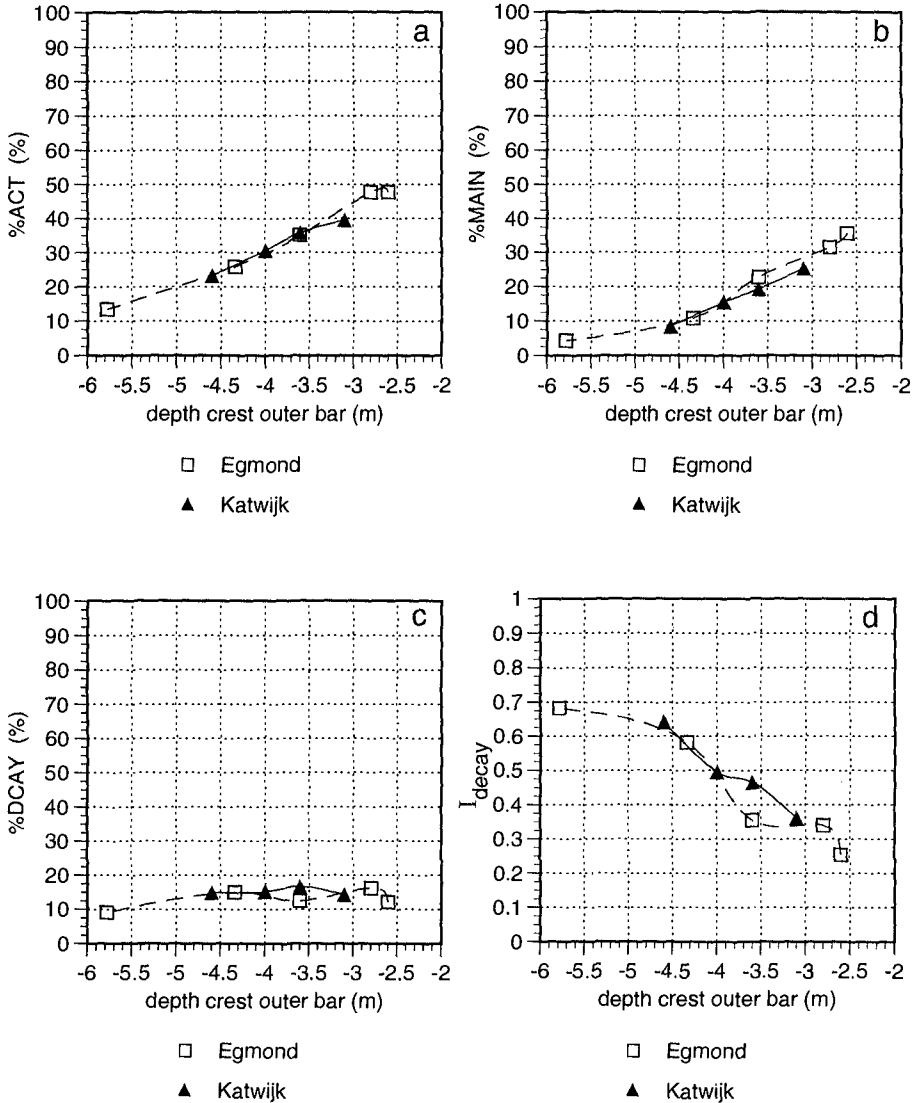 a
100
90
80
70
60
50
40
30
20
10
0
%ACT (%)
-6 -5 -4.5 -4 -3.5 -3 -2.5 -2
depth crest outer bar (m)
Egmond
Katwijk
b
100
90
80
70
60
50
40
30
20
10
0
%MAIN (%)
-6 -5 -4.5 -4 -3.5 -3 -2.5 -2
depth crest outer bar (m)
Egmond
Katwijk
c
100
90
80
70
60
50
40
30
20
10
0
%DCAY (%)
-6 -5 -4.5 -4 -3.5 -3 -2.5 -2
depth crest outer bar (m)
Egmond
Katwijk
d
1
0.9
0.8
0.7
0.6
0.5
0.4
0.3
0.2
0.1
0
Idecay
-6 -5.5 -5 -4.5 -4 -3.5 -3 -2.5 -2
depth crest outer bar (m)
Egmond
Katwijk